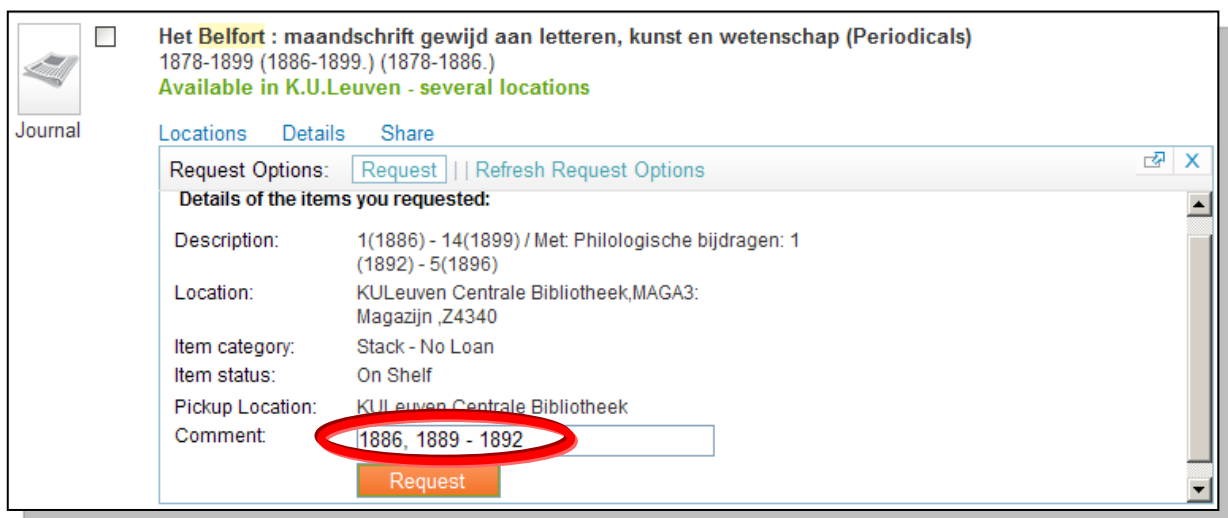 Het Belfort : maandschrift gewijd aan letteren, kunst en wetenschap (Periodicals)
1878-1899 (1886-1899.) (1878-1886.)
Available in K.U.Leuven - several locations
Journal
Locations Details Share
Request Options: Request || Refresh Request Options X
Details of the items you requested:
Description: 1(1886) - 14(1899) / Met: Philologische bijdragen: 1
(1892) - 5(1896)
Location: KULeuven Centrale Bibliotheek,MAGA3:
Magazijn ,Z4340
Item category: Stack - No Loan
Item status: On Shelf
Pickup Location: KULeuven Centrale Bibliotheek
Comment: 1886, 1889 - 1892
Request